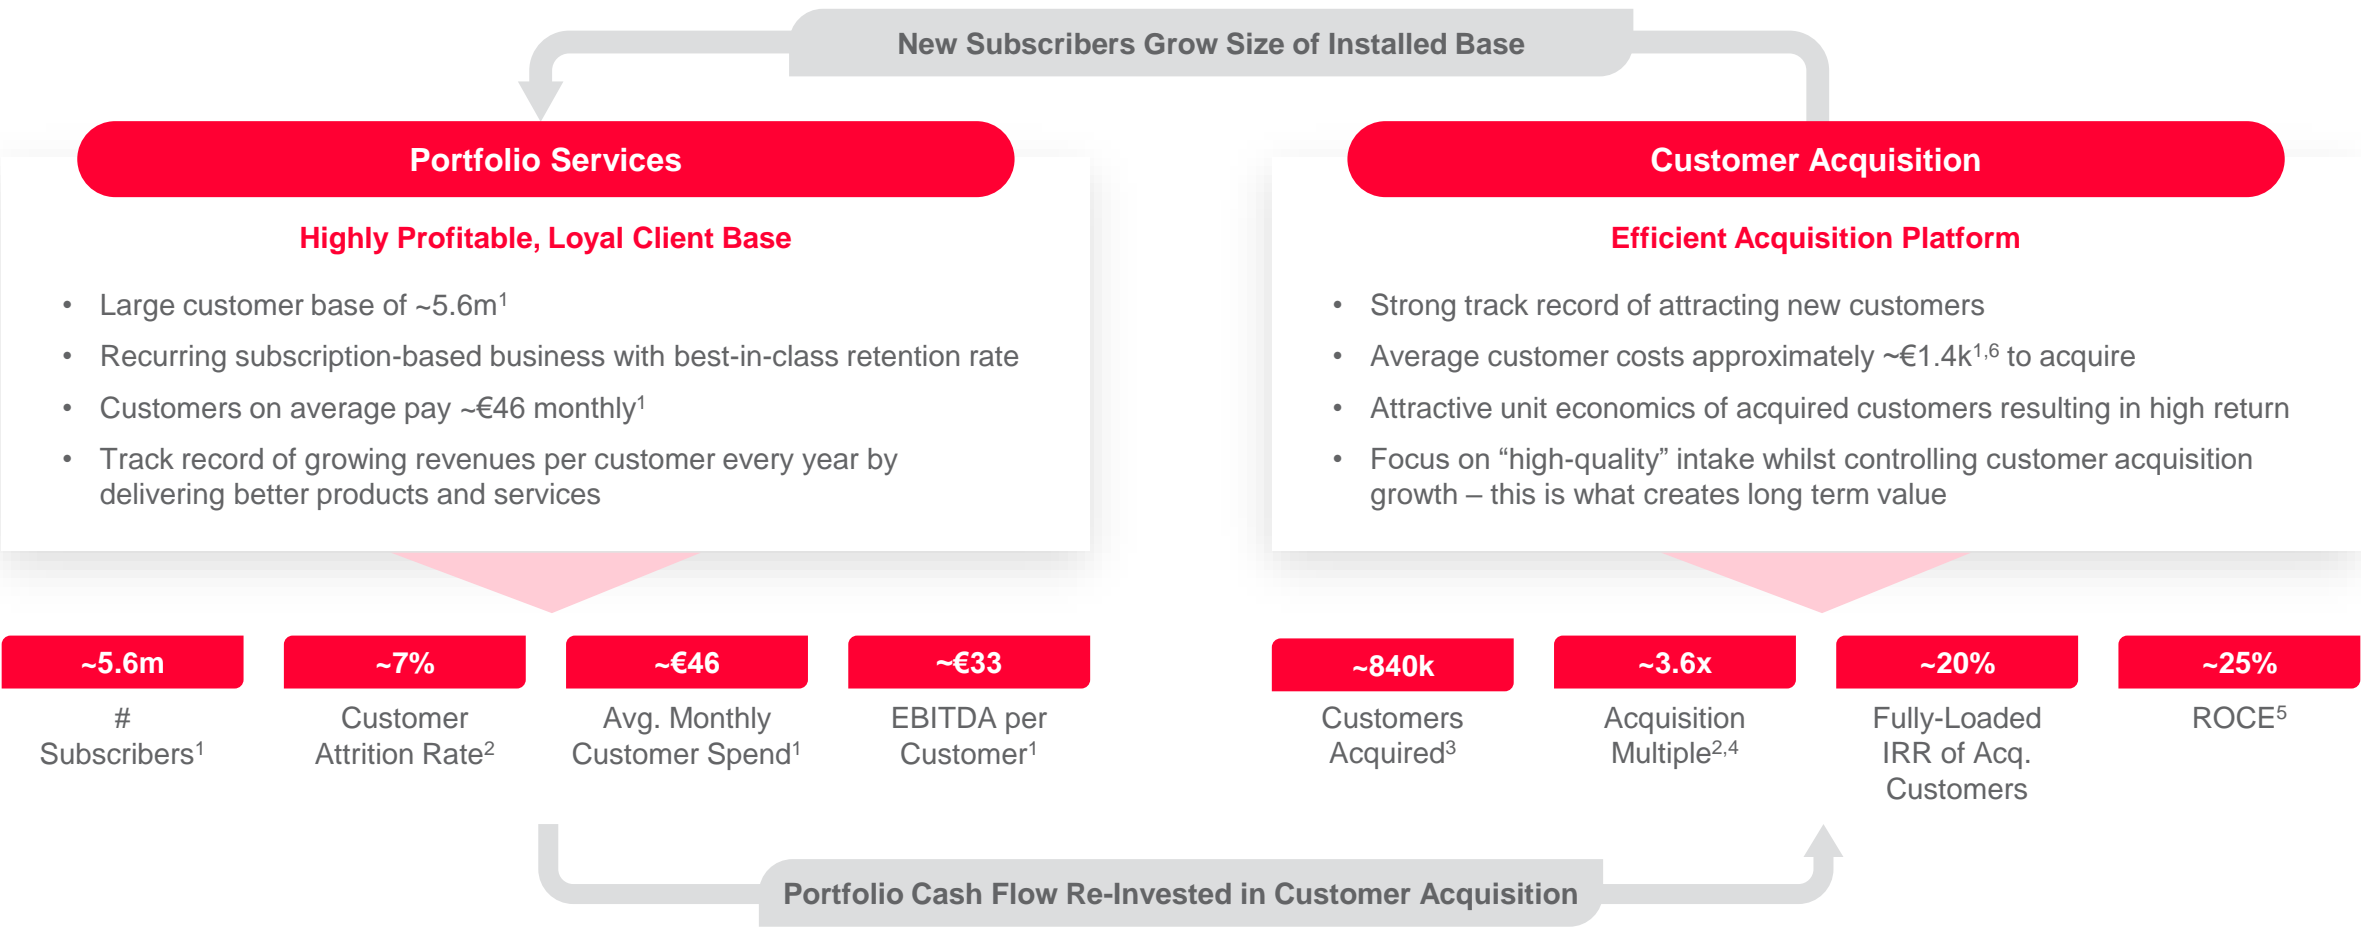 New Subscribers Grow Size of Installed Base
Portfolio Services
Highly Profitable, Loyal Client Base
• Large customer base of ~5.6m¹
• Recurring subscription-based business with best-in-class retention rate
• Customers on average pay ~€46 monthly¹
• Track record of growing revenues per customer every year by
delivering better products and services
~5.6m
#
Subscribers¹
~7%
Customer
Attrition Rate²
~€46
Avg. Monthly
Customer Spend¹
~€33
EBITDA per
Customer¹
Customer Acquisition
Efficient Acquisition Platform
• Strong track record of attracting new customers
• Average customer costs approximately ~€1.4k¹,⁶ to acquire
• Attractive unit economics of acquired customers resulting in high return
• Focus on “high-quality” intake whilst controlling customer acquisition
growth – this is what creates long term value
~840k
Customers
Acquired³
~3.6x
Acquisition
Multiple²,⁴
~20%
Fully-Loaded
IRR of Acq.
Customers
~25%
ROCE⁵
Portfolio Cash Flow Re-Invested in Customer Acquisition